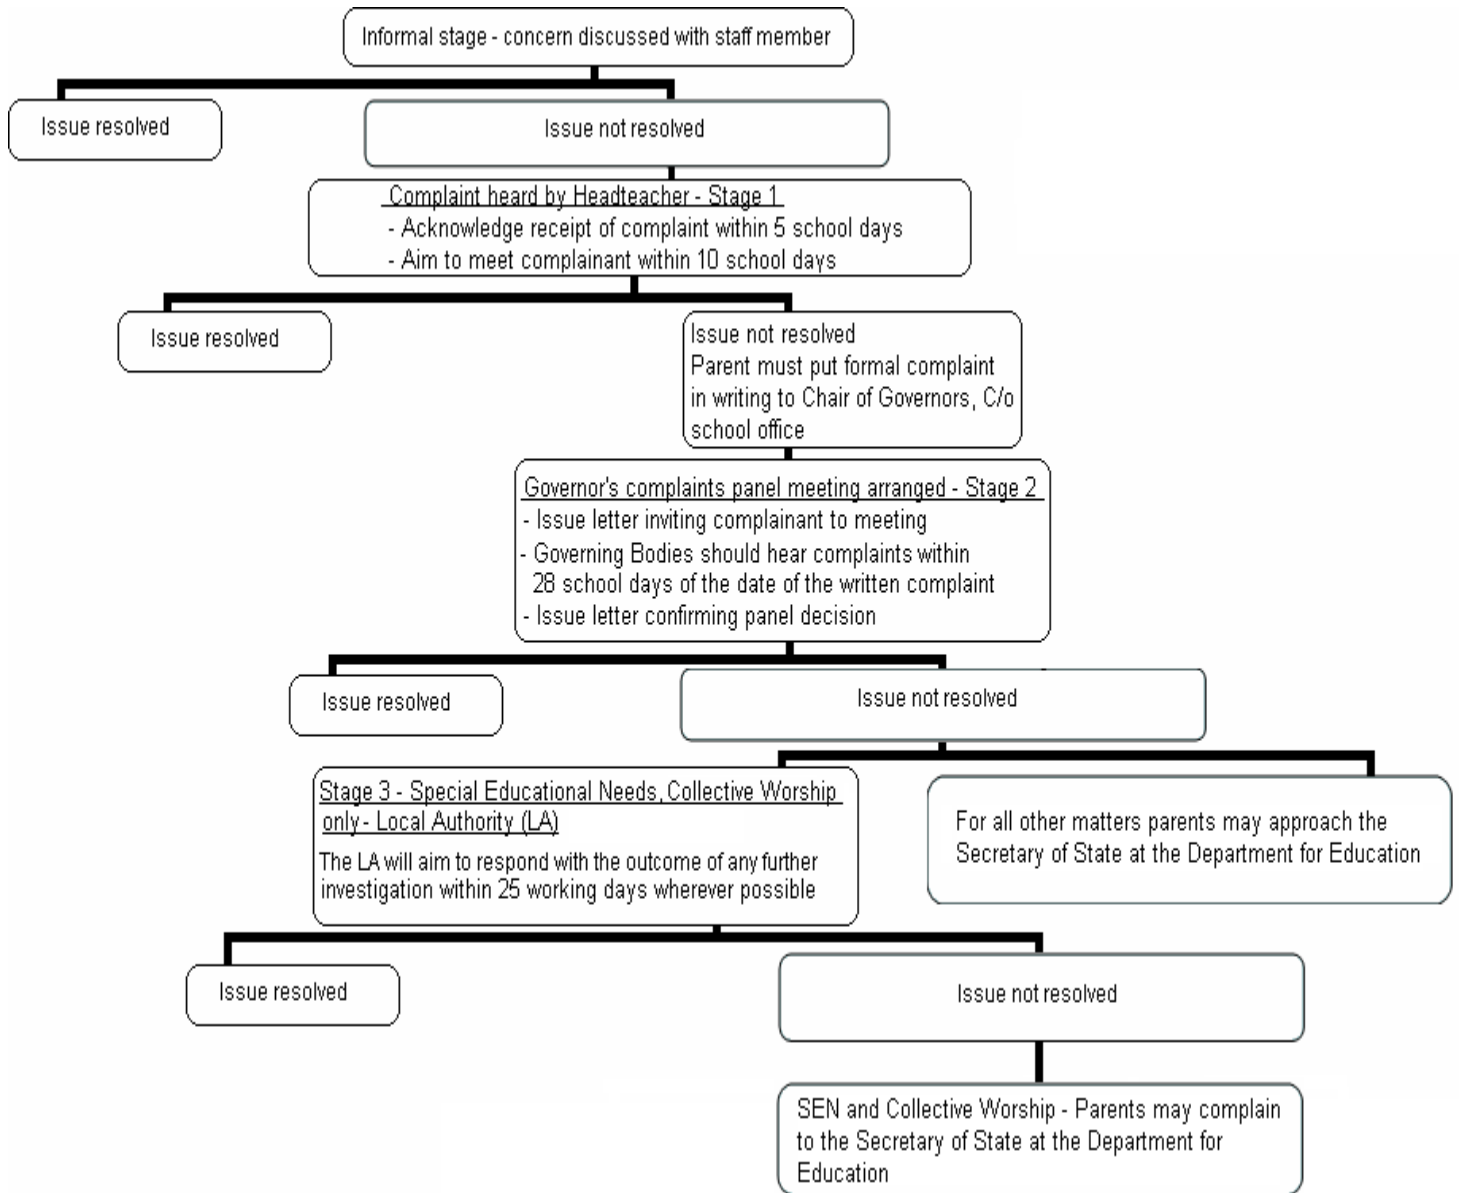 Informal stage - concern discussed with staff member
Issue resolved
Issue not resolved
Complaint heard by Headteacher - Stage 1
- Acknowledge receipt of complaint within 5 school days
- Aim to meet complainant within 10 school days
Issue resolved
Issue not resolved
Parent must put formal complaint
in writing to Chair of Governors, C/o
school office
Governor's complaints panel meeting arranged - Stage 2
- Issue letter inviting complainant to meeting
- Governing Bodies should hear complaints within
28 school days of the date of the written complaint
- Issue letter confirming panel decision
Issue resolved
Issue not resolved
Stage 3 - Special Educational Needs, Collective Worship
only - Local Authority (LA)
The LA will aim to respond with the outcome of any further
investigation within 25 working days wherever possible
For all other matters parents may approach the
Secretary of State at the Department for Education
Issue resolved
Issue not resolved
SEN and Collective Worship - Parents may complain
to the Secretary of State at the Department for
Education